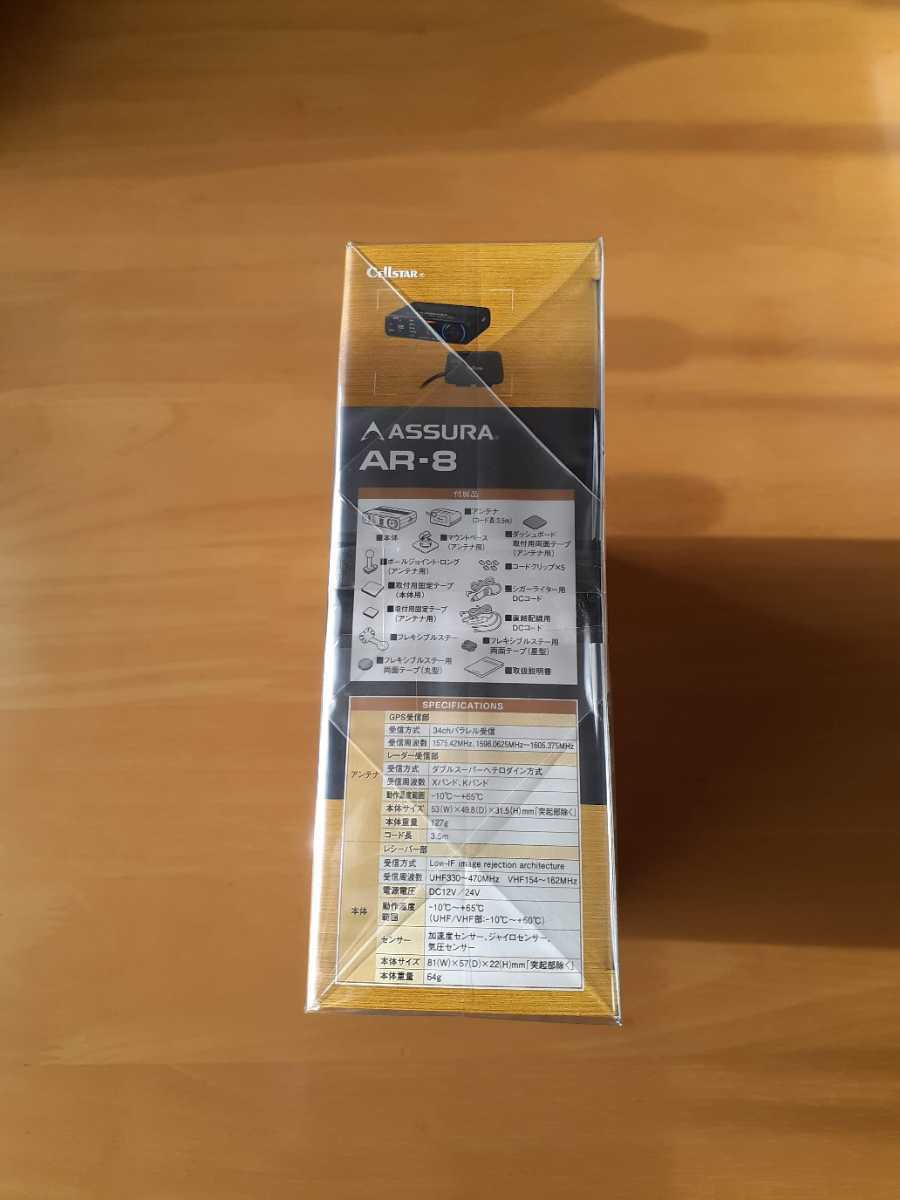 CellSTAR®
ASSURA
AR-8
付属品
■本体
■アンテナ
(コード長:3.5m)
■マウントベース
(アンテナ用)
■ダッシュボード
取付用両面テープ
(アンテナ用)
■ボールジョイント・ロング
(アンテナ用)
■コードクリップ×5
■取付用固定テープ
(本体用)
■シガーライター用
DCコード
■取付用固定テープ
(アンテナ用)
■直結配線用
DCコード
■フレキシブルステー
■フレキシブルステー用
両面テープ(星型)
■フレキシブルステー用
両面テープ(丸型)
■取扱説明書
SPECIFICATIONS
アンテナ
GPS受信部
受信方式 34chパラレル受信
受信周波数 1575.42MHz、1598.0625MHz〜1605.375MHz
レーダー受信部
受信方式 ダブルスーパーヘテロダイン方式
受信周波数 Xバンド、Kバンド
動作温度範囲 -10℃〜+65℃
本体サイズ 53(W)×49.8(D)×31.5(H)mm「突起部除く」
本体重量 127g
コード長 3.5m
本体
レシーバー部
受信方式 Low-IF image rejection architecture
受信周波数 UHF330〜470MHz VHF154〜162MHz
電源電圧 DC12V/24V
動作温度
範囲 -10℃〜+65℃
(UHF/VHF部:-10℃〜+60℃)
センサー 加速度センサー、ジャイロセンサー、
気圧センサー
本体サイズ 81(W)×57(D)×22(H)mm「突起部除く」
本体重量 64g